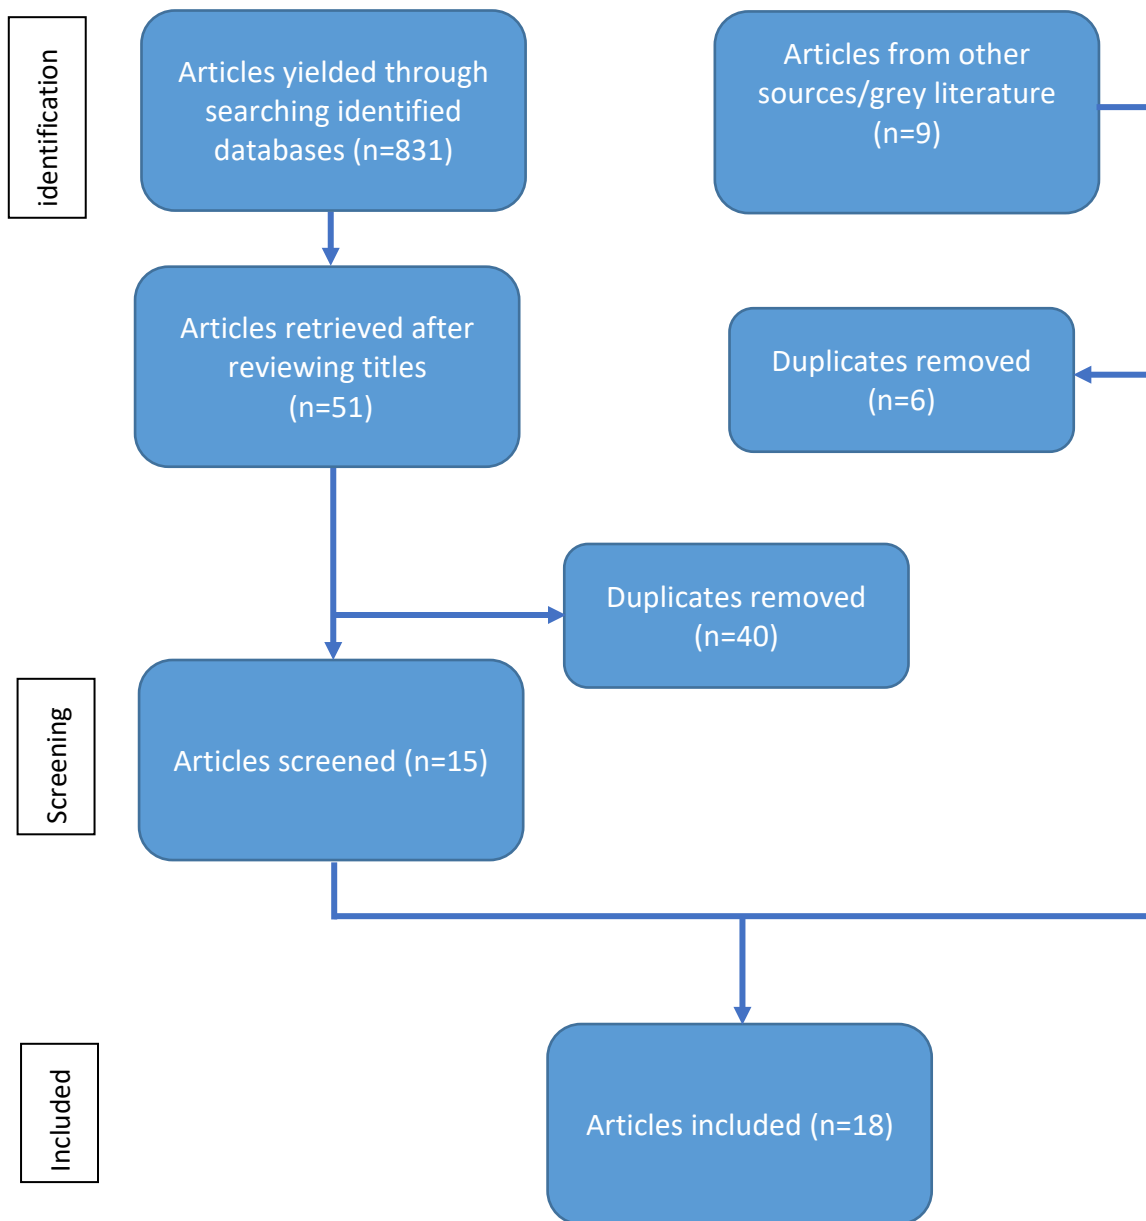 identification
Articles yielded through
searching identified
databases (n=831)
Articles from other
sources/grey literature
(n=9)
Articles retrieved after
reviewing titles
(n=51)
Duplicates removed
(n=6)
Duplicates removed
(n=40)
Screening
Articles screened (n=15)
Included
Articles included (n=18)